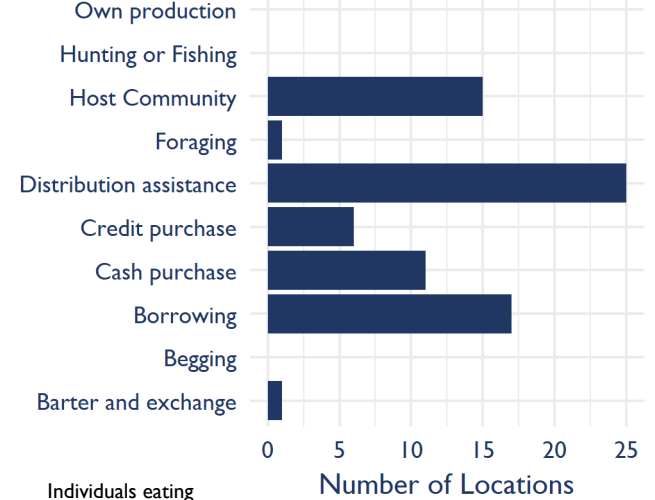 Own production
Hunting or Fishing
Host Community
Foraging
Distribution assistance
Credit purchase
Cash purchase
Borrowing
Begging
Barter and exchange
0 5 10 15 20 25
Number of Locations
Individuals eating